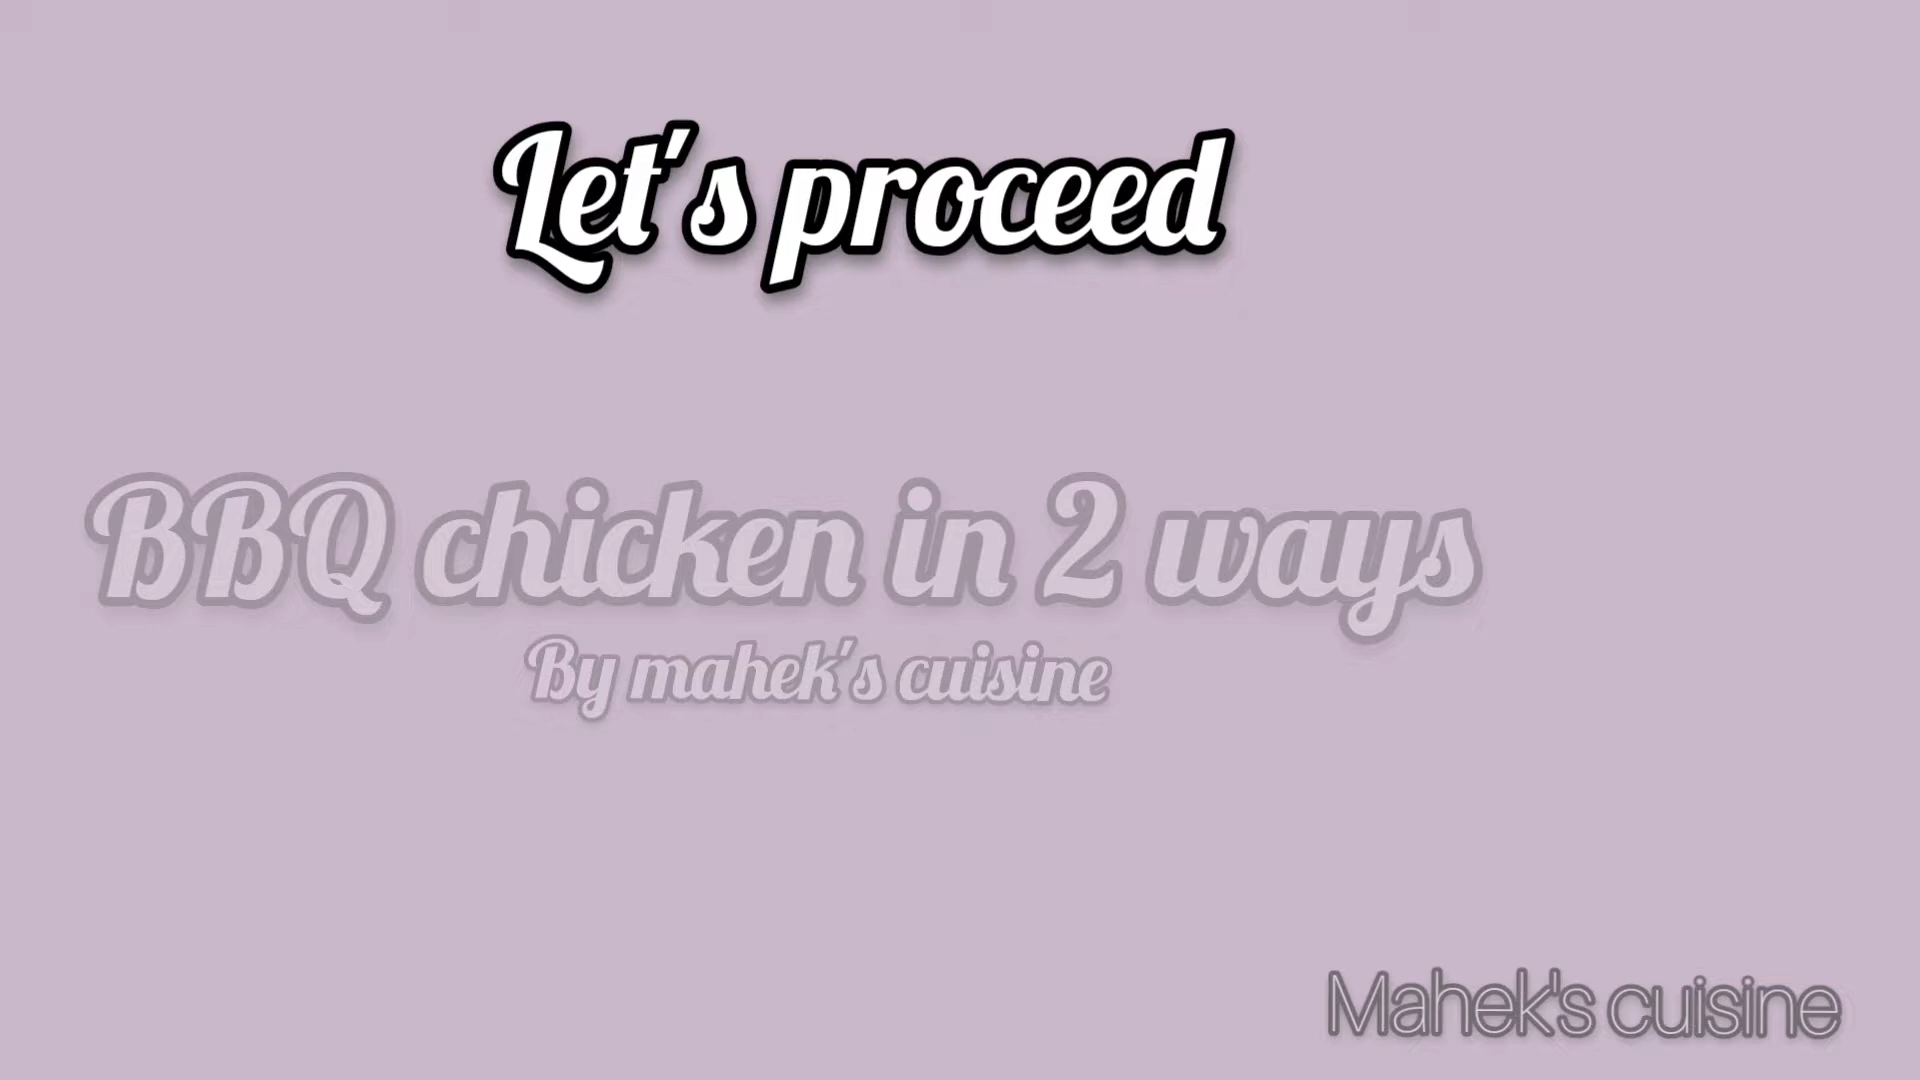 Let's proceed
BBQ chicken in 2 ways
By mahek's cuisine
Mahek's cuisine